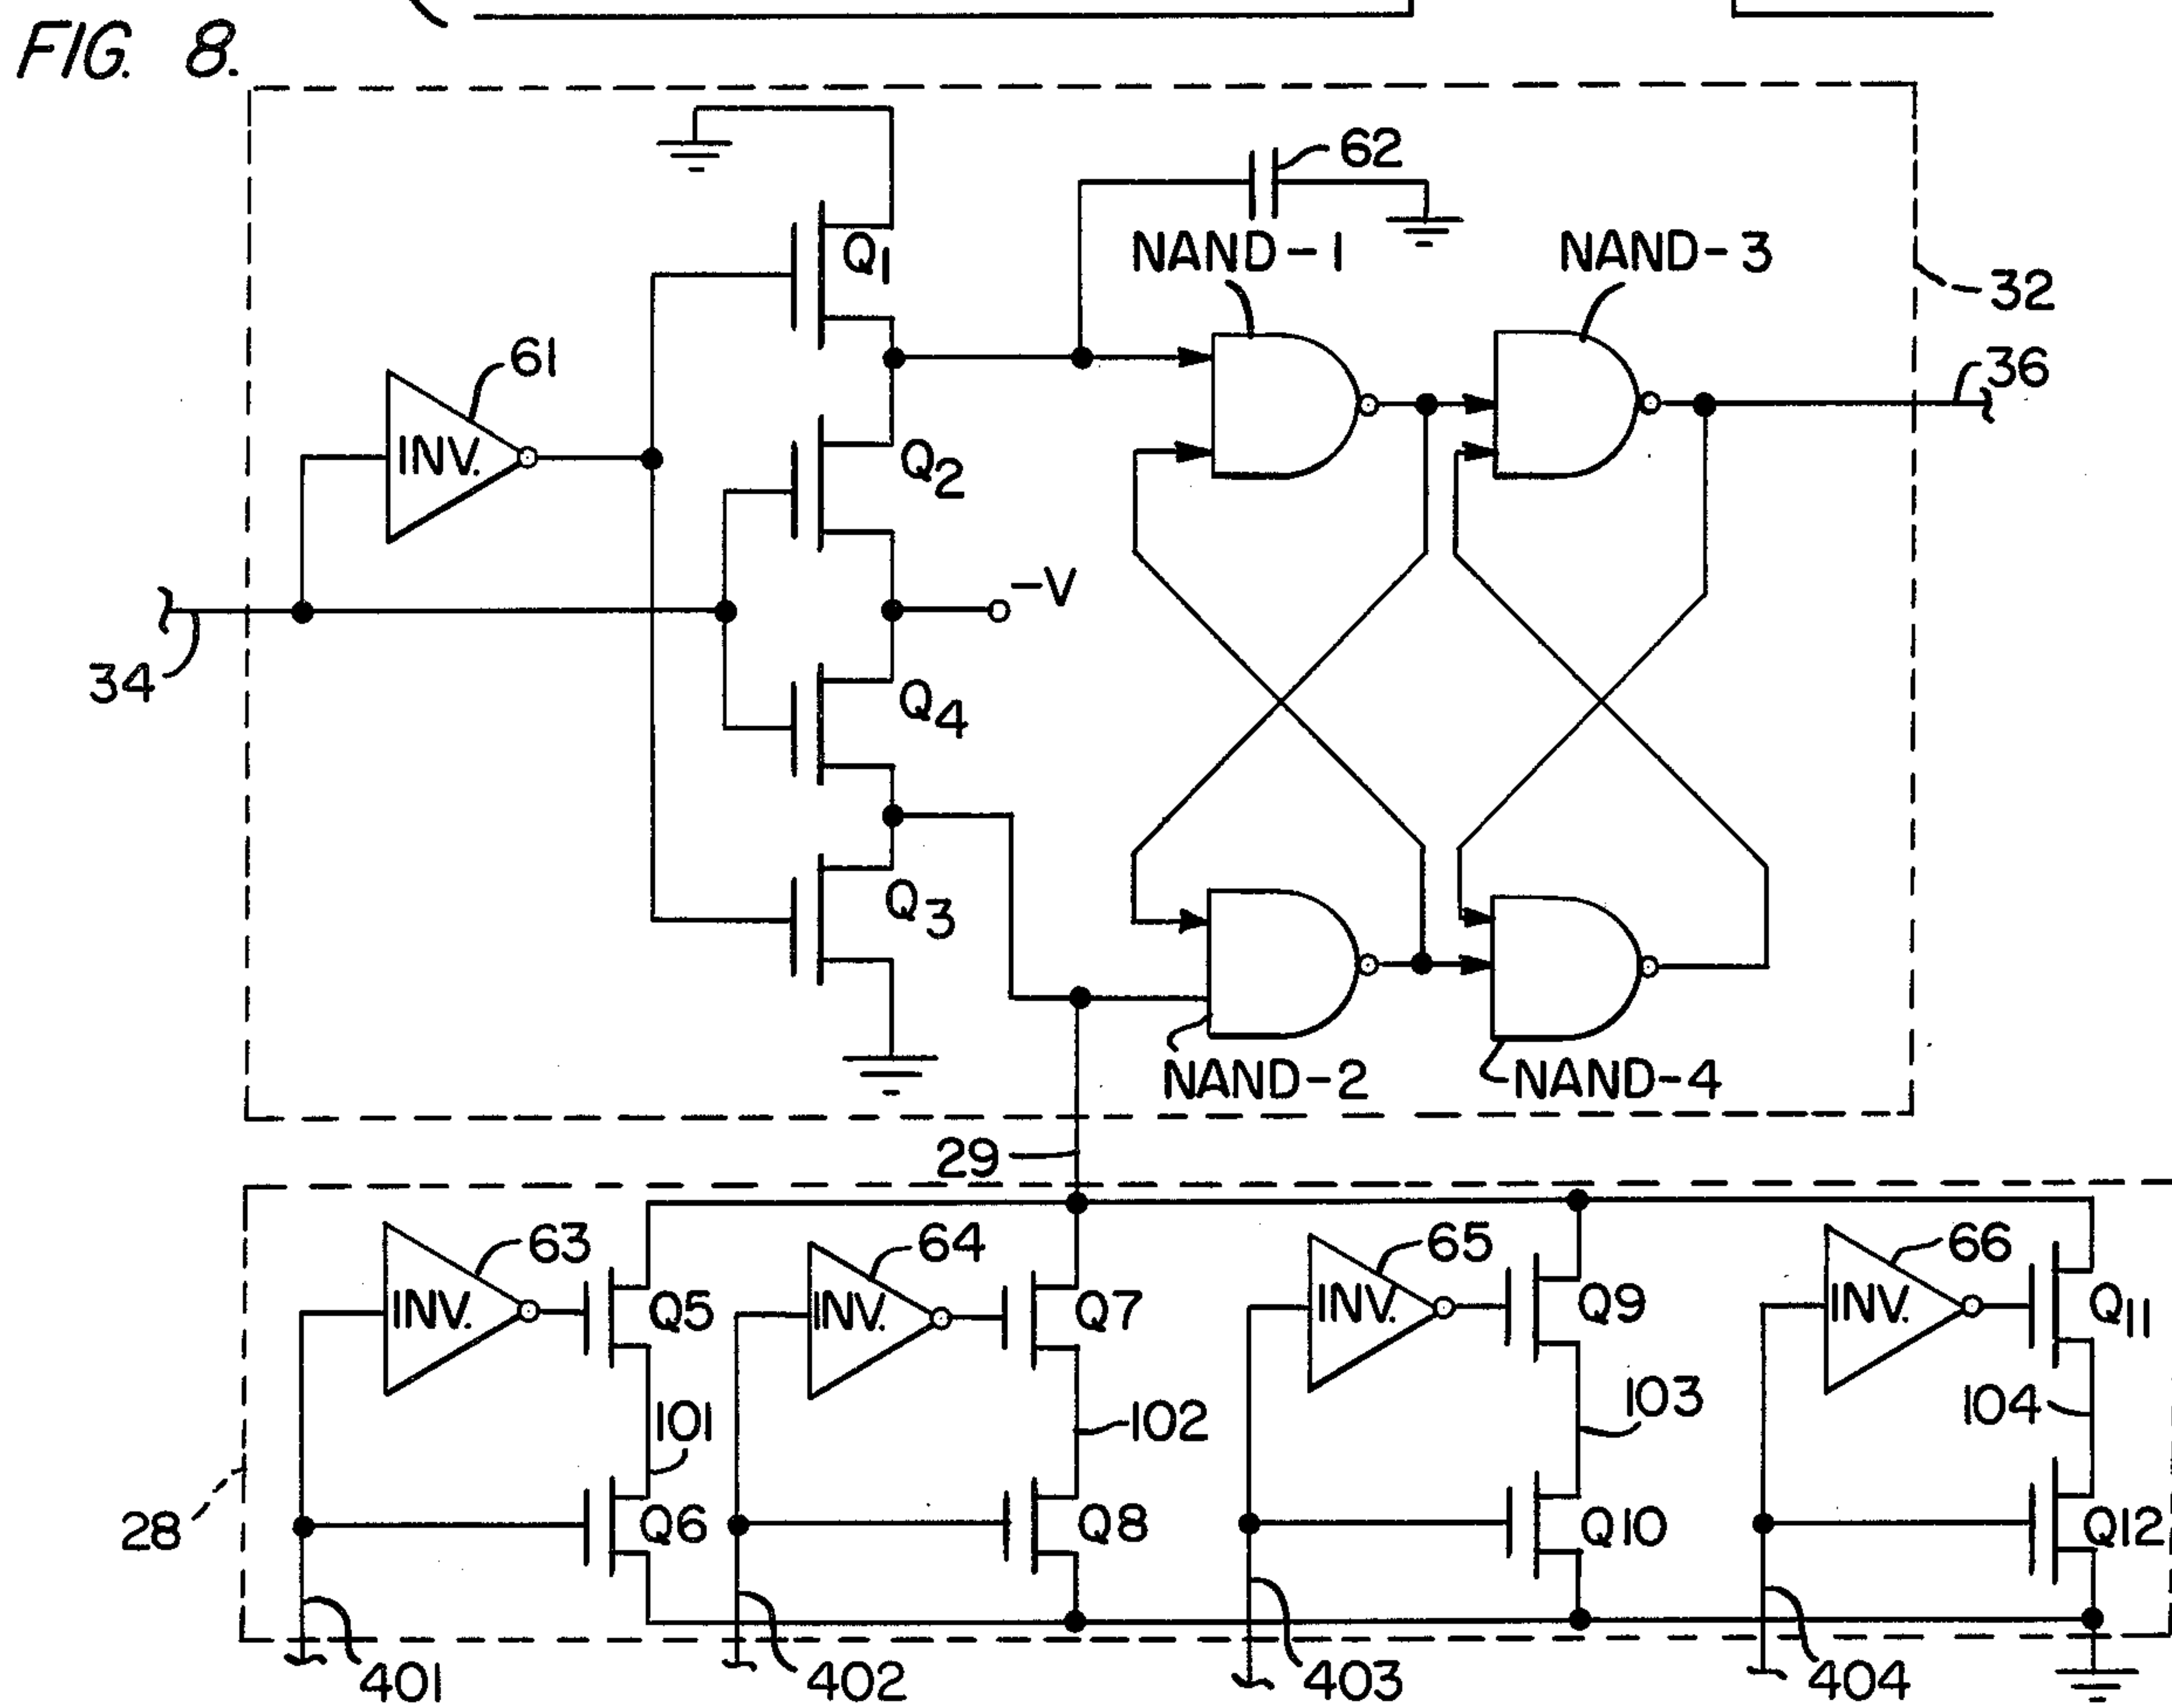 FIG. 8.
62
Q1
NAND-1
NAND-3
32
61
36
INV.
Q2
-V
34
Q4
Q3
NAND-2
NAND-4
29
63
64
65
66
INV.
Q5
INV.
Q7
INV.
Q9
INV.
Q11
101
102
103
104
28
Q6
Q8
Q10
Q12
401
402
403
404